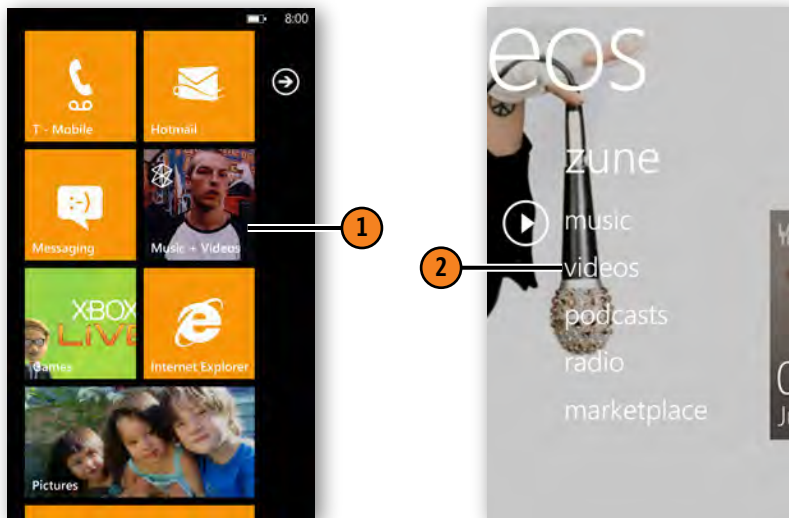 8:00
T - Mobile
Hotmail
:-)
Messaging
Music + Videos
1
XBOX
LIVE
Games
Internet Explorer
Pictures
eos
zune
music
2
videos
podcasts
radio
marketplace